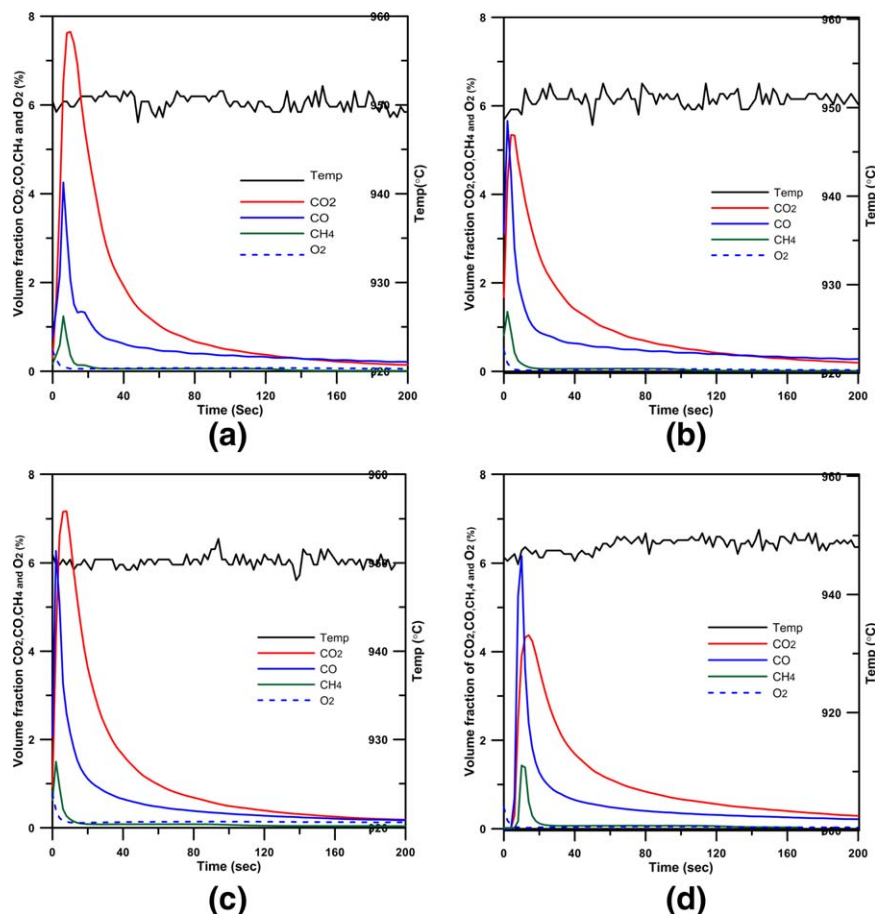 Volume fraction CO2,CO,CH4 and O2 (%)
8
6
4
2
0
960
950
940
930
920
Temp(°C)
Temp
CO2
CO
CH4
O2
0 40 80 120 160 200
Time (Sec)
(a)
Volume fraction CO2,CO,CH4 and O2 (%)
8
6
4
2
0
960
950
940
930
920
Temp (°C)
Temp
CO2
CO
CH4
O2
0 40 80 120 160 200
Time (sec)
(b)
Volume fraction CO2,CO,CH4 and O2 (%)
8
6
4
2
0
960
950
940
930
920
Temp (°C)
Temp
CO2
CO
CH4
O2
0 40 80 120 160 200
Time (sec)
(c)
Volume fraction of CO2,CO,CH,4 and O2 (%)
8
6
4
2
0
960
940
920
Temp (°C)
Temp
CO2
CO
CH4
O2
0 40 80 120 160 200
Time (sec)
(d)